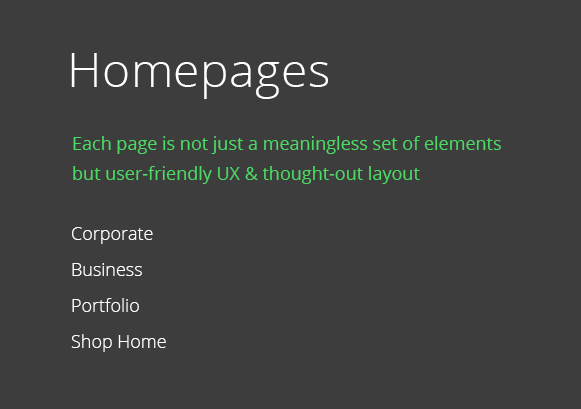 Homepages
Each page is not just a meaningless set of elements
but user-friendly UX & thought-out layout
Corporate
Business
Portfolio
Shop Home